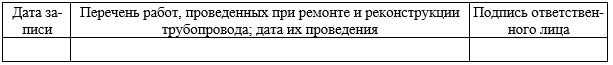 Дата за-
писи
Перечень работ, проведенных при ремонте и реконструкции
трубопровода; дата их проведения
Подпись ответствен-
ного лица